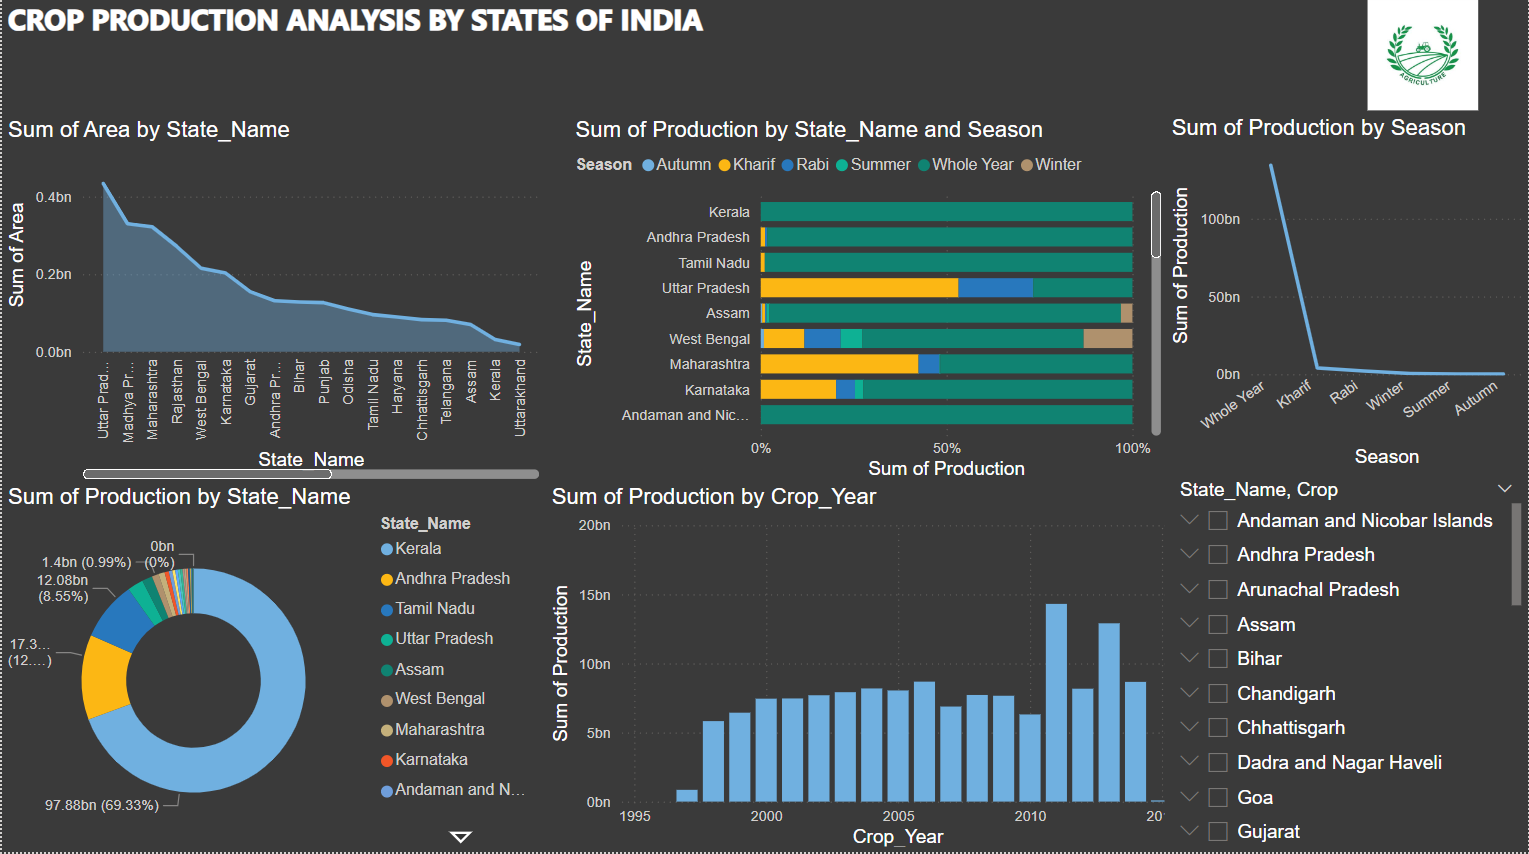 CROP PRODUCTION ANALYSIS BY STATES OF INDIA
AGRICULTURE
Sum of Area by State_Name
Sum of Area
0.4bn
0.2bn
0.0bn
Uttar Prad...
Madhya Pr...
Maharashtra
Rajasthan
West Bengal
Karnataka
Gujarat
Andhra Pr...
Bihar
Punjab
Odisha
Tamil Nadu
Haryana
Chhattisgarh
Telangana
Assam
Kerala
Uttarakhand
State_Name
Sum of Production by State_Name and Season
Season Autumn Kharif Rabi Summer Whole Year Winter
State_Name
Kerala
Andhra Pradesh
Tamil Nadu
Uttar Pradesh
Assam
West Bengal
Maharashtra
Karnataka
Andaman and Nic...
0% 50% 100%
Sum of Production
Sum of Production by Season
Sum of Production
100bn
50bn
0bn
Whole Year
Kharif
Rabi
Winter
Summer
Autumn
Season
Sum of Production by State_Name
0bn
(0%)
1.4bn (0.99%)
12.08bn
(8.55%)
17.3...
(12....)
97.88bn (69.33%)
State_Name
Kerala
Andhra Pradesh
Tamil Nadu
Uttar Pradesh
Assam
West Bengal
Maharashtra
Karnataka
Andaman and N...
Sum of Production by Crop_Year
Sum of Production
20bn
15bn
10bn
5bn
0bn
1995 2000 2005 2010 20
Crop_Year
State_Name, Crop
Andaman and Nicobar Islands
Andhra Pradesh
Arunachal Pradesh
Assam
Bihar
Chandigarh
Chhattisgarh
Dadra and Nagar Haveli
Goa
Gujarat